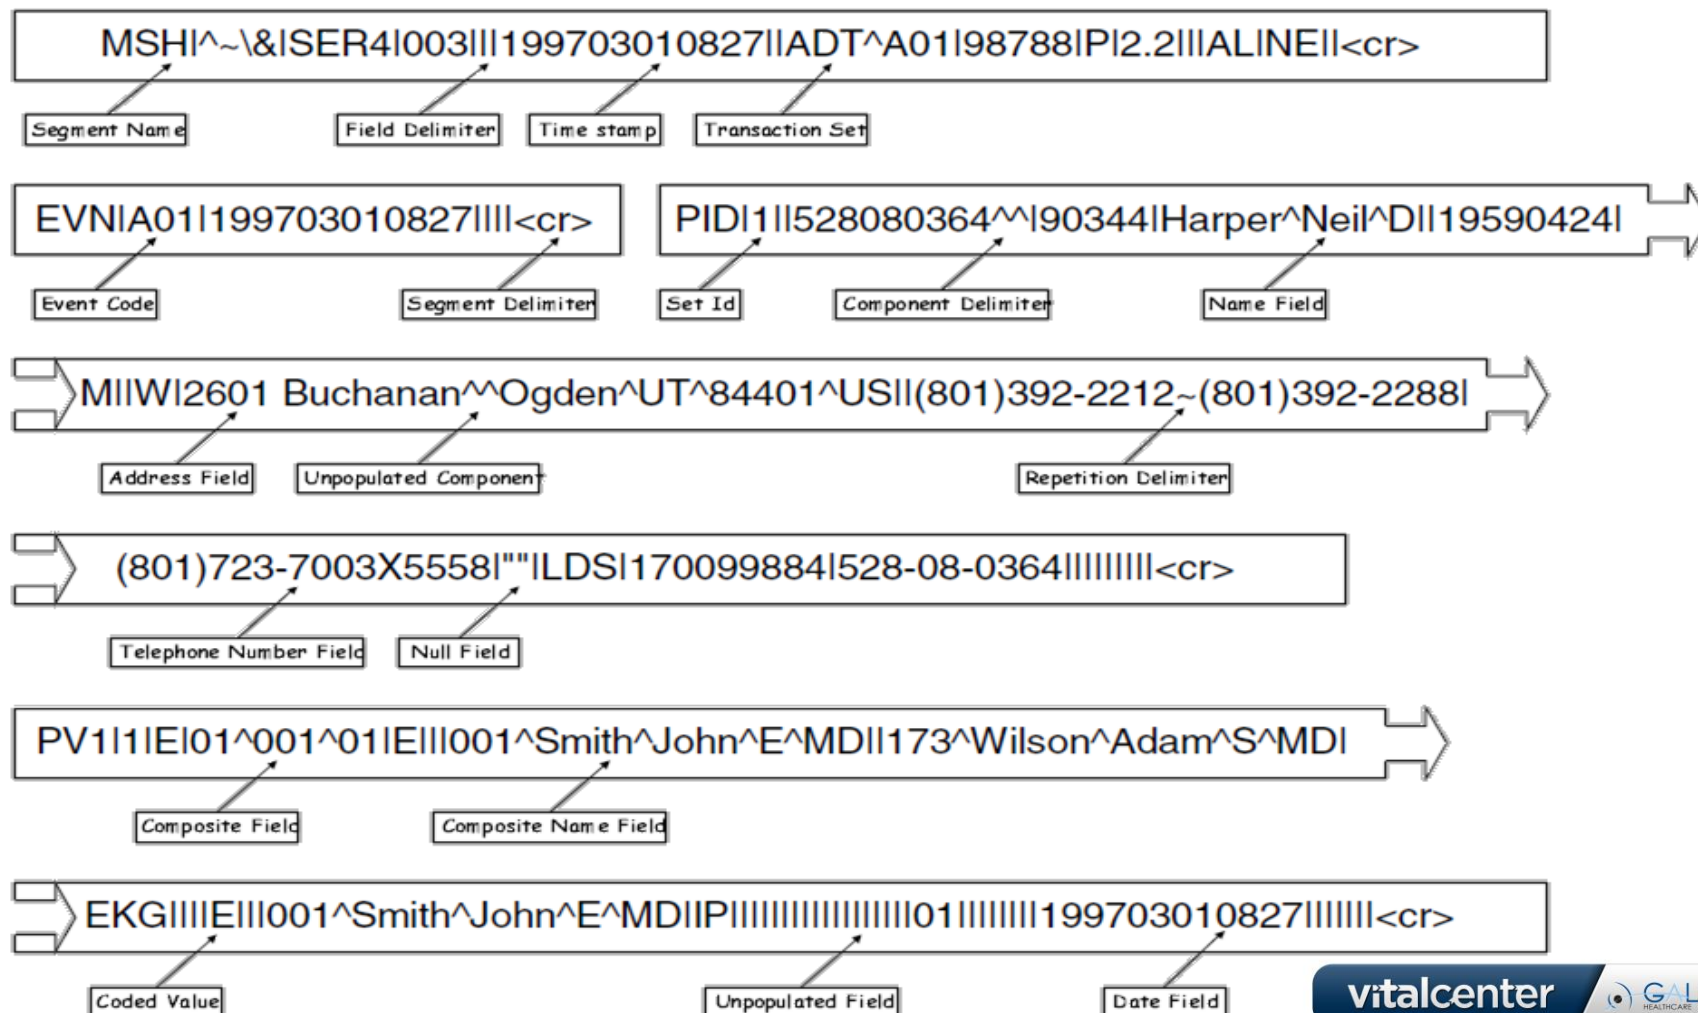 MSH|^~\&|SER4|003|||199703010827||ADT^A01|98788|P|2.2|||AL|NE||<cr>
Segment Name
Field Delimiter
Time stamp
Transaction Set
EVN|A01|199703010827||||<cr>
PID|1||528080364^^|90344|Harper^Neil^D||19590424|
Event Code
Segment Delimiter
Set Id
Component Delimiter
Name Field
M||W|2601 Buchanan^^Ogden^UT^84401^US||(801)392-2212~(801)392-2288|
Address Field
Unpopulated Component
Repetition Delimiter
(801)723-7003X5558|""|LDS|170099884|528-08-0364|||||||||<cr>
Telephone Number Field
Null Field
PV1|1|E|01^001^01|E|||001^Smith^John^E^MD||173^Wilson^Adam^S^MD|
Composite Field
Composite Name Field
EKG||||E|||001^Smith^John^E^MD||P||||||||||||||||||01||||||||199703010827|||||||<cr>
Coded Value
Unpopulated Field
Date Field
vitalcenter
GAL
HEALTHCARE